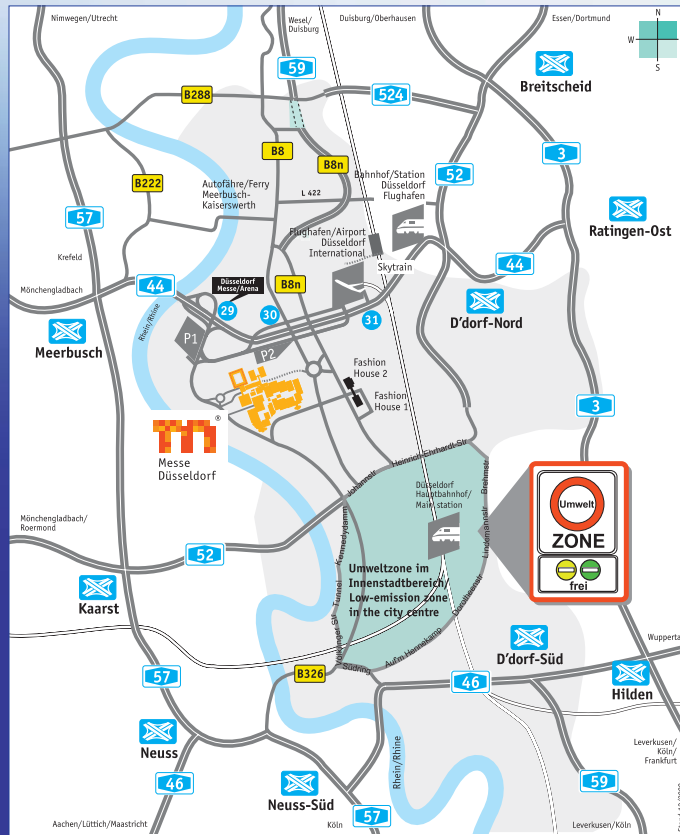 Nimwegen/Utrecht
Wesel/
Duisburg
Duisburg/Oberhausen
Essen/Dortmund
N
W
E
S
59
Breitscheid
B288
524
B8
B8n
3
B222
Bahnhof/Station
Düsseldorf
Flughafen
52
Autofähre/Ferry
Meerbusch-
Kaiserswerth
L 422
57
Ratingen-Ost
Flughafen/Airport
Düsseldorf
International
Krefeld
Skytrain
44
Mönchengladbach
44
Düsseldorf
Messe/Arena
B8n
29
30
31
D'dorf-Nord
Rhein/Rhine
Meerbusch
P1
P2
Fashion
House 2
Fashion
House 1
3
®
Messe
Düsseldorf
Heinrich Ehrhardt-Str
Johannstr
Brehmstr
Düsseldorf
Hauptbahnhof/
Main station
Umwelt
ZONE
frei
Mönchengladbach/
Roermond
Kennedydamm
Lindemannstr
52
Umweltzone im
Innenstadtbereich/
Low-emission zone
in the city centre
Kaarst
Tunnel
Dorotheenstr
Völklinger Str
Auf'm Hennekamp
Südring
D'dorf-Süd
Wupperta
57
B326
46
Hilden
Neuss
Rhein/Rhine
Leverkusen/
Köln/
Frankfurt
46
Neuss-Süd
59
57
Aachen/Lüttich/Maastricht
Köln
Leverkusen/Köln